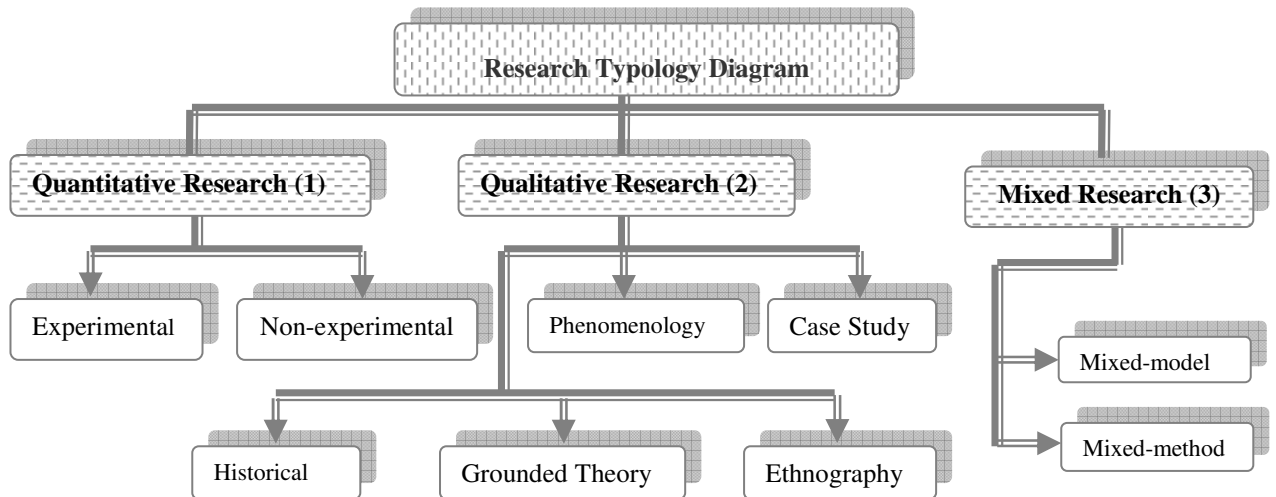 Research Typology Diagram
Quantitative Research (1)
Qualitative Research (2)
Mixed Research (3)
Experimental
Non-experimental
Phenomenology
Case Study
Mixed-model
Historical
Grounded Theory
Ethnography
Mixed-method